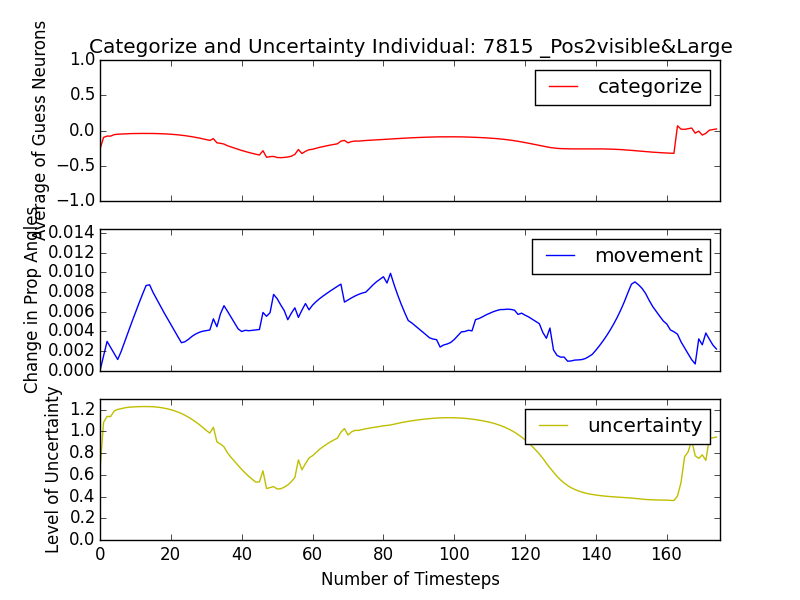 Categorize and Uncertainty Individual: 7815 _Pos2visible&Large
Average of Guess Neurons
1.0
0.5
0.0
−0.5
−1.0
categorize
Change in Prop Angles
0.014
0.012
0.010
0.008
0.006
0.004
0.002
0.000
movement
Level of Uncertainty
1.2
1.0
0.8
0.6
0.4
0.2
0.0
uncertainty
0 20 40 60 80 100 120 140 160
Number of Timesteps